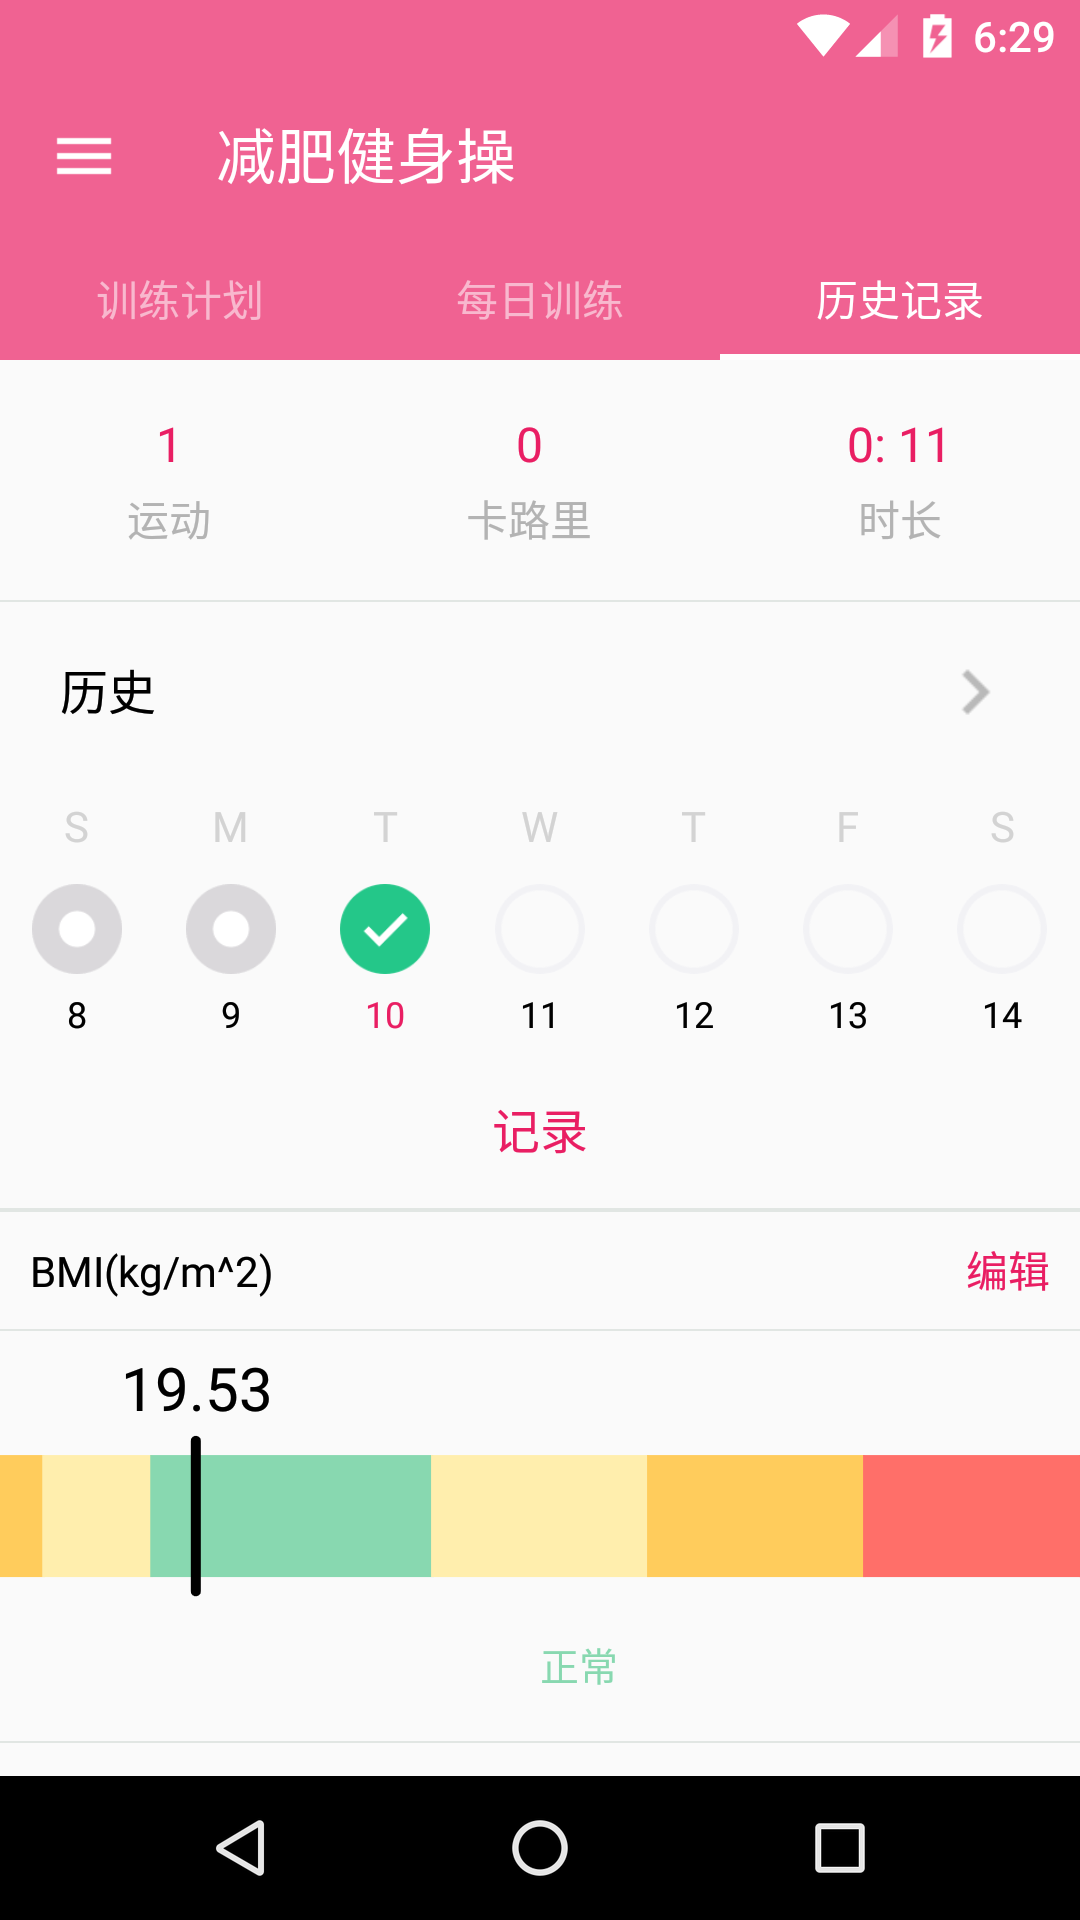 6:29
减肥健身操
训练计划 每日训练 历史记录
1 0 0: 11
运动 卡路里 时长
历史
S M T W T F S
8 9 10 11 12 13 14
记录
BMI(kg/m^2) 编辑
19.53
正常